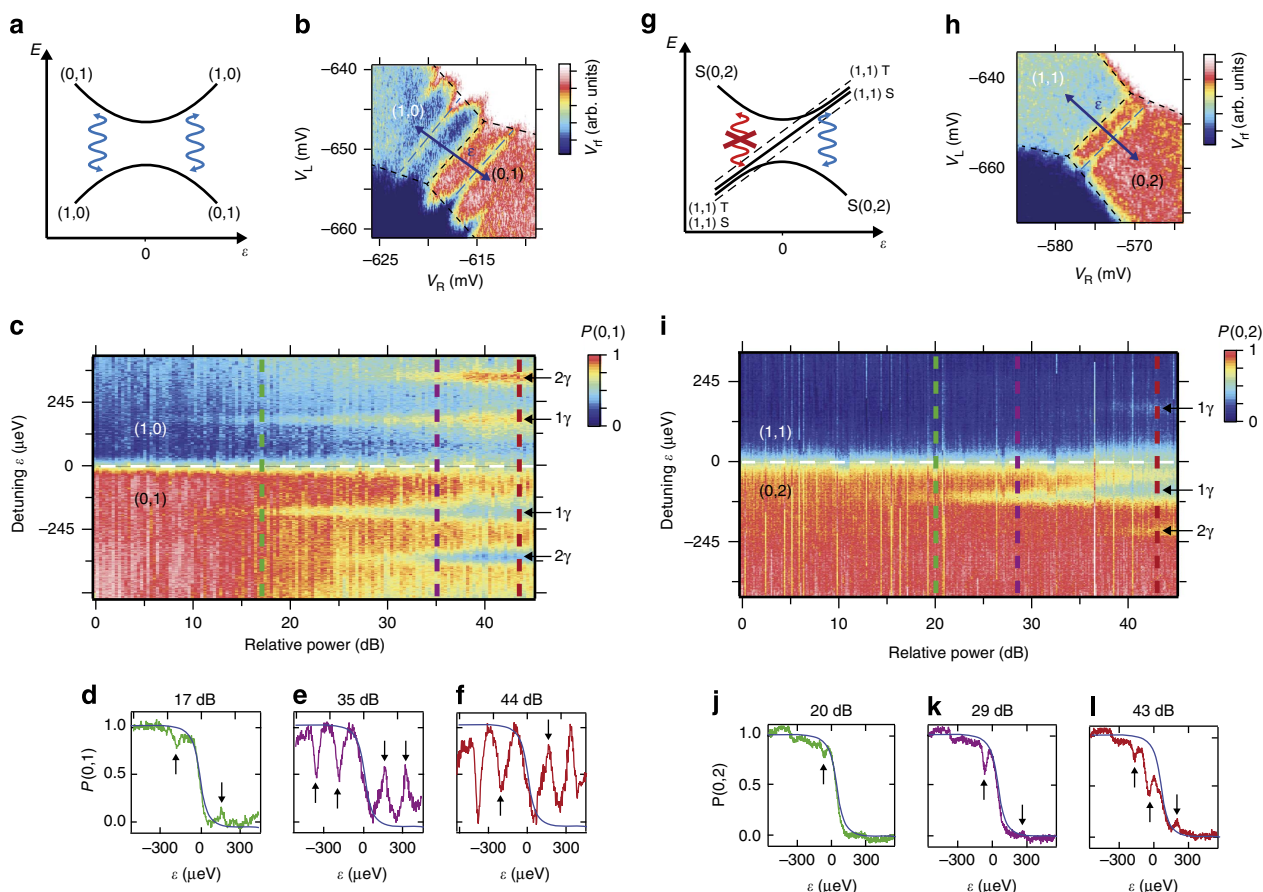 a
E
(0,1)
(1,0)
(1,0)
(0,1)
0
ε
b
−640
−650
−660
V_L (mV)
(1,0)
ε
(0,1)
−625
−615
V_R (mV)
V_rf (arb. units)
g
E
S(0,2)
(1,1) T
(1,1) S
(1,1) T
(1,1) S
S(0,2)
0
ε
h
−640
−660
V_L (mV)
(1,1)
ε
(0,2)
−580
−570
V_R (mV)
V_rf (arb. units)
c
P(0,1)
1
0
245
0
−245
Detuning ε (µeV)
(1,0)
(0,1)
2γ
1γ
1γ
2γ
0
10
20
30
40
Relative power (dB)
i
P(0,2)
1
0
245
0
−245
Detuning ε (µeV)
(1,1)
(0,2)
1γ
1γ
2γ
0
10
20
30
40
Relative power (dB)
d
17 dB
1.0
0.5
0.0
P(0,1)
−300
0
300
ε (µeV)
e
35 dB
−300
0
300
ε (µeV)
f
44 dB
−300
0
300
ε (µeV)
j
20 dB
1.0
0.5
0.0
P(0,2)
−300
0
300
ε (µeV)
k
29 dB
−300
0
300
ε (µeV)
l
43 dB
−300
0
300
ε (µeV)